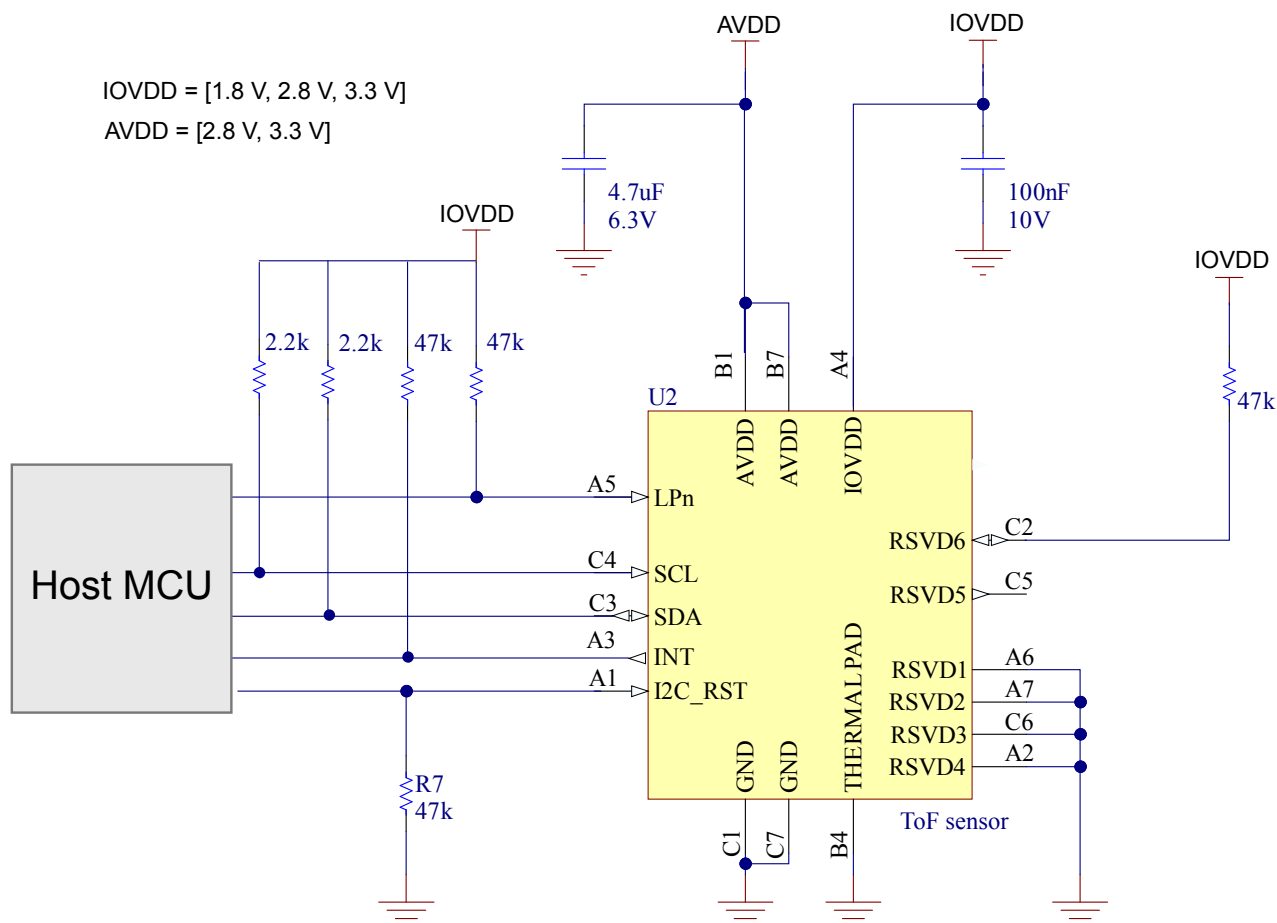 AVDD
IOVDD
IOVDD = [1.8 V, 2.8 V, 3.3 V]
AVDD = [2.8 V, 3.3 V]
4.7uF
6.3V
100nF
10V
IOVDD
IOVDD
2.2k
2.2k
47k
47k
47k
B1
B7
A4
U2
AVDD
AVDD
IOVDD
Host MCU
A5
LPn
C4
SCL
C3
SDA
A3
INT
A1
I2C_RST
RSVD6
C2
RSVD5
C5
RSVD1
A6
RSVD2
A7
RSVD3
C6
RSVD4
A2
GND
GND
THERMALPAD
R7
47k
C1
C7
B4
ToF sensor